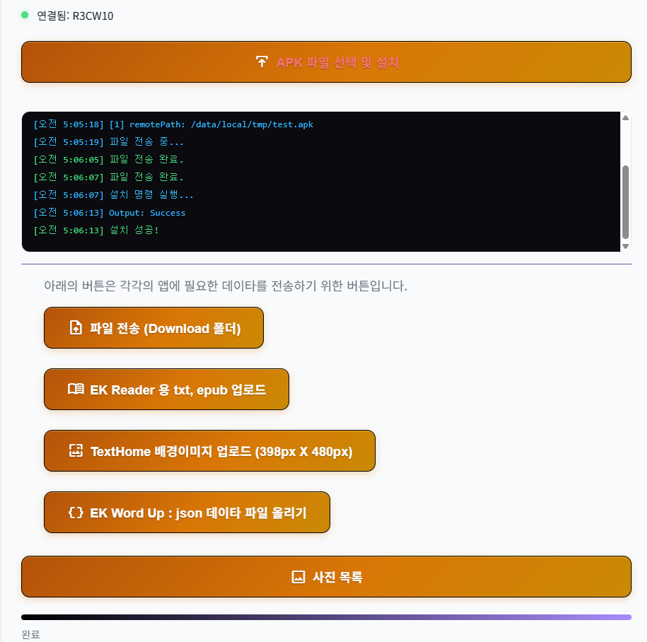 연결됨: R3CW10
APK 파일 선택 및 설치
[오전 5:05:18] [1] remotePath: /data/local/tmp/test.apk
[오전 5:05:19] 파일 전송 중...
[오전 5:06:05] 파일 전송 완료.
[오전 5:06:07] 파일 전송 완료.
[오전 5:06:07] 설치 명령 실행...
[오전 5:06:13] Output: Success
[오전 5:06:13] 설치 성공!
아래의 버튼은 각각의 앱에 필요한 데이타를 전송하기 위한 버튼입니다.
파일 전송 (Download 폴더)
EK Reader 용 txt, epub 업로드
TextHome 배경이미지 업로드 (398px X 480px)
EK Word Up : json 데이타 파일 올리기
사진 목록
완료